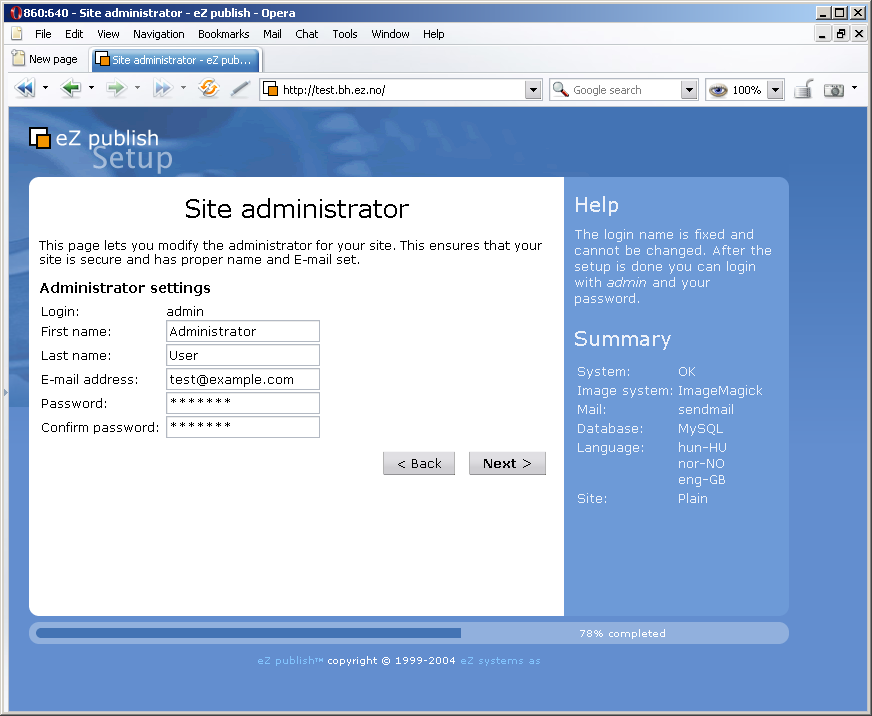 860:640 - Site administrator - eZ publish - Opera
File Edit View Navigation Bookmarks Mail Chat Tools Window Help
New page
Site administrator - eZ pub...
http://test.bh.ez.no/
Google search
100%
eZ publish
Setup
Site administrator
This page lets you modify the administrator for your site. This ensures that your
site is secure and has proper name and E-mail set.
Administrator settings
Login: admin
First name: Administrator
Last name: User
E-mail address: test@example.com
Password: *******
Confirm password: *******
< Back
Next >
Help
The login name is fixed and
cannot be changed. After the
setup is done you can login
with admin and your
password.
Summary
System: OK
Image system: ImageMagick
Mail: sendmail
Database: MySQL
Language: hun-HU
nor-NO
eng-GB
Site: Plain
78% completed
eZ publish™ copyright © 1999-2004 eZ systems as